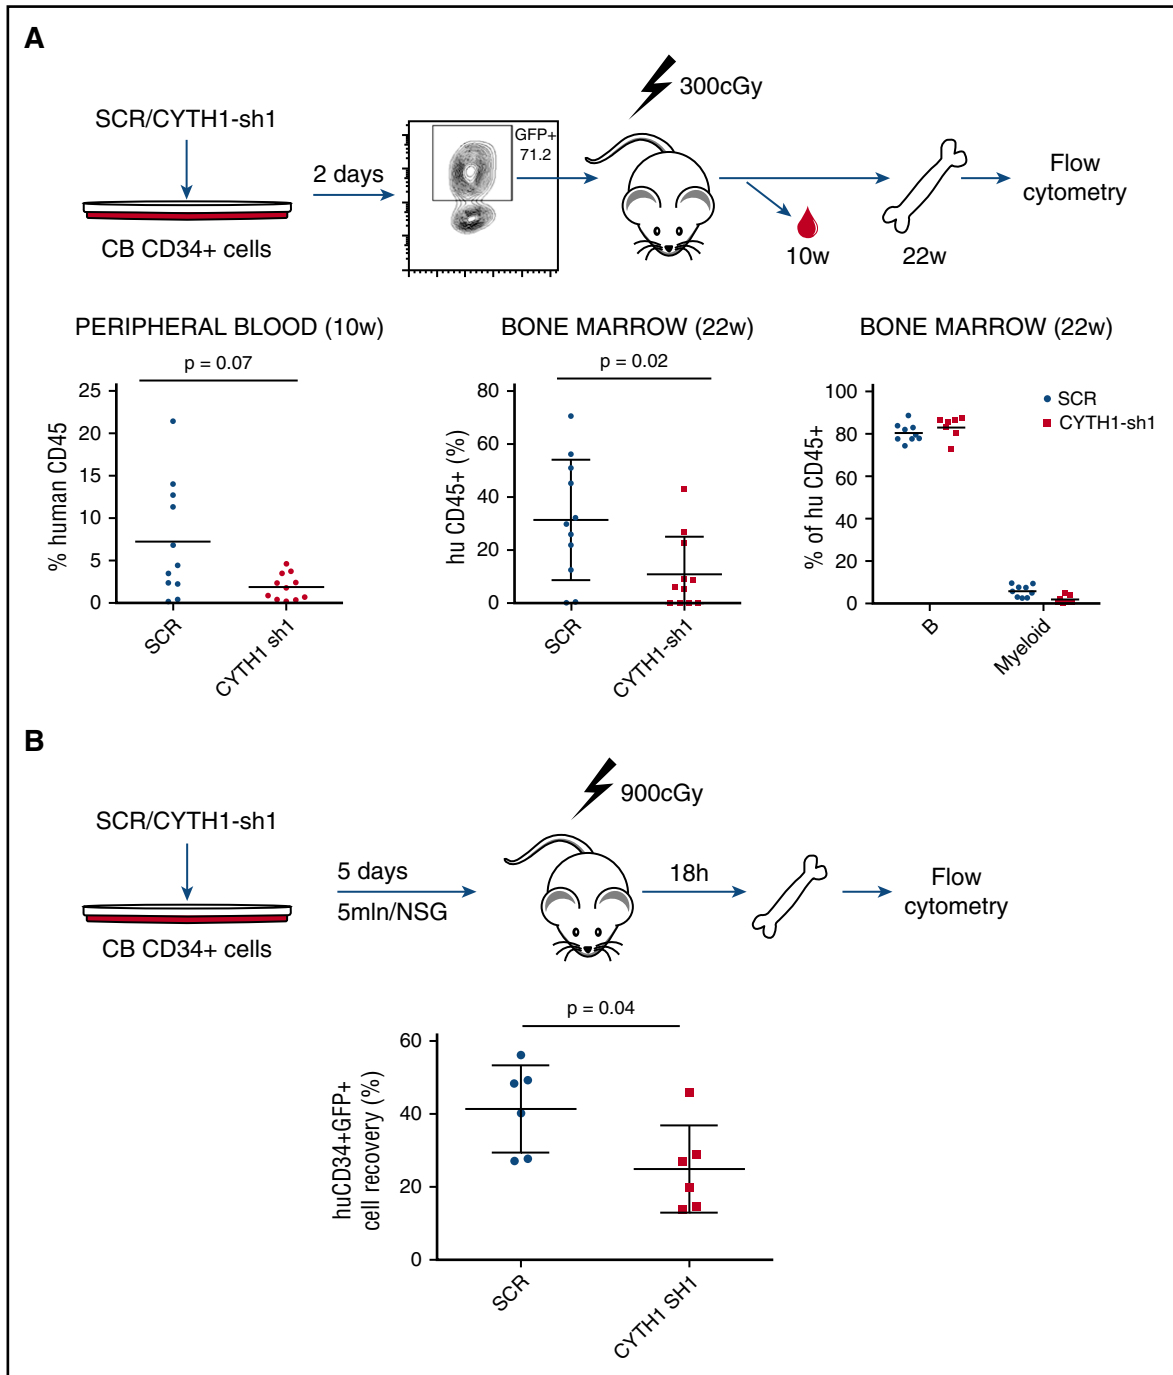 A
300cGy
SCR/CYTH1-sh1
2 days
GFP+
71.2
CB CD34+ cells
10w
22w
Flow
cytometry
PERIPHERAL BLOOD (10w)
p = 0.07
% human CD45
25
20
15
10
5
0
SCR
CYTH1 sh1
BONE MARROW (22w)
p = 0.02
hu CD45+ (%)
80
60
40
20
0
SCR
CYTH1-sh1
BONE MARROW (22w)
% of hu CD45+
100
80
60
40
20
0
B
Myeloid
SCR
CYTH1-sh1
B
900cGy
SCR/CYTH1-sh1
5 days
5mln/NSG
18h
CB CD34+ cells
Flow
cytometry
p = 0.04
huCD34+GFP+
cell recovery (%)
60
40
20
0
SCR
CYTH1 SH1